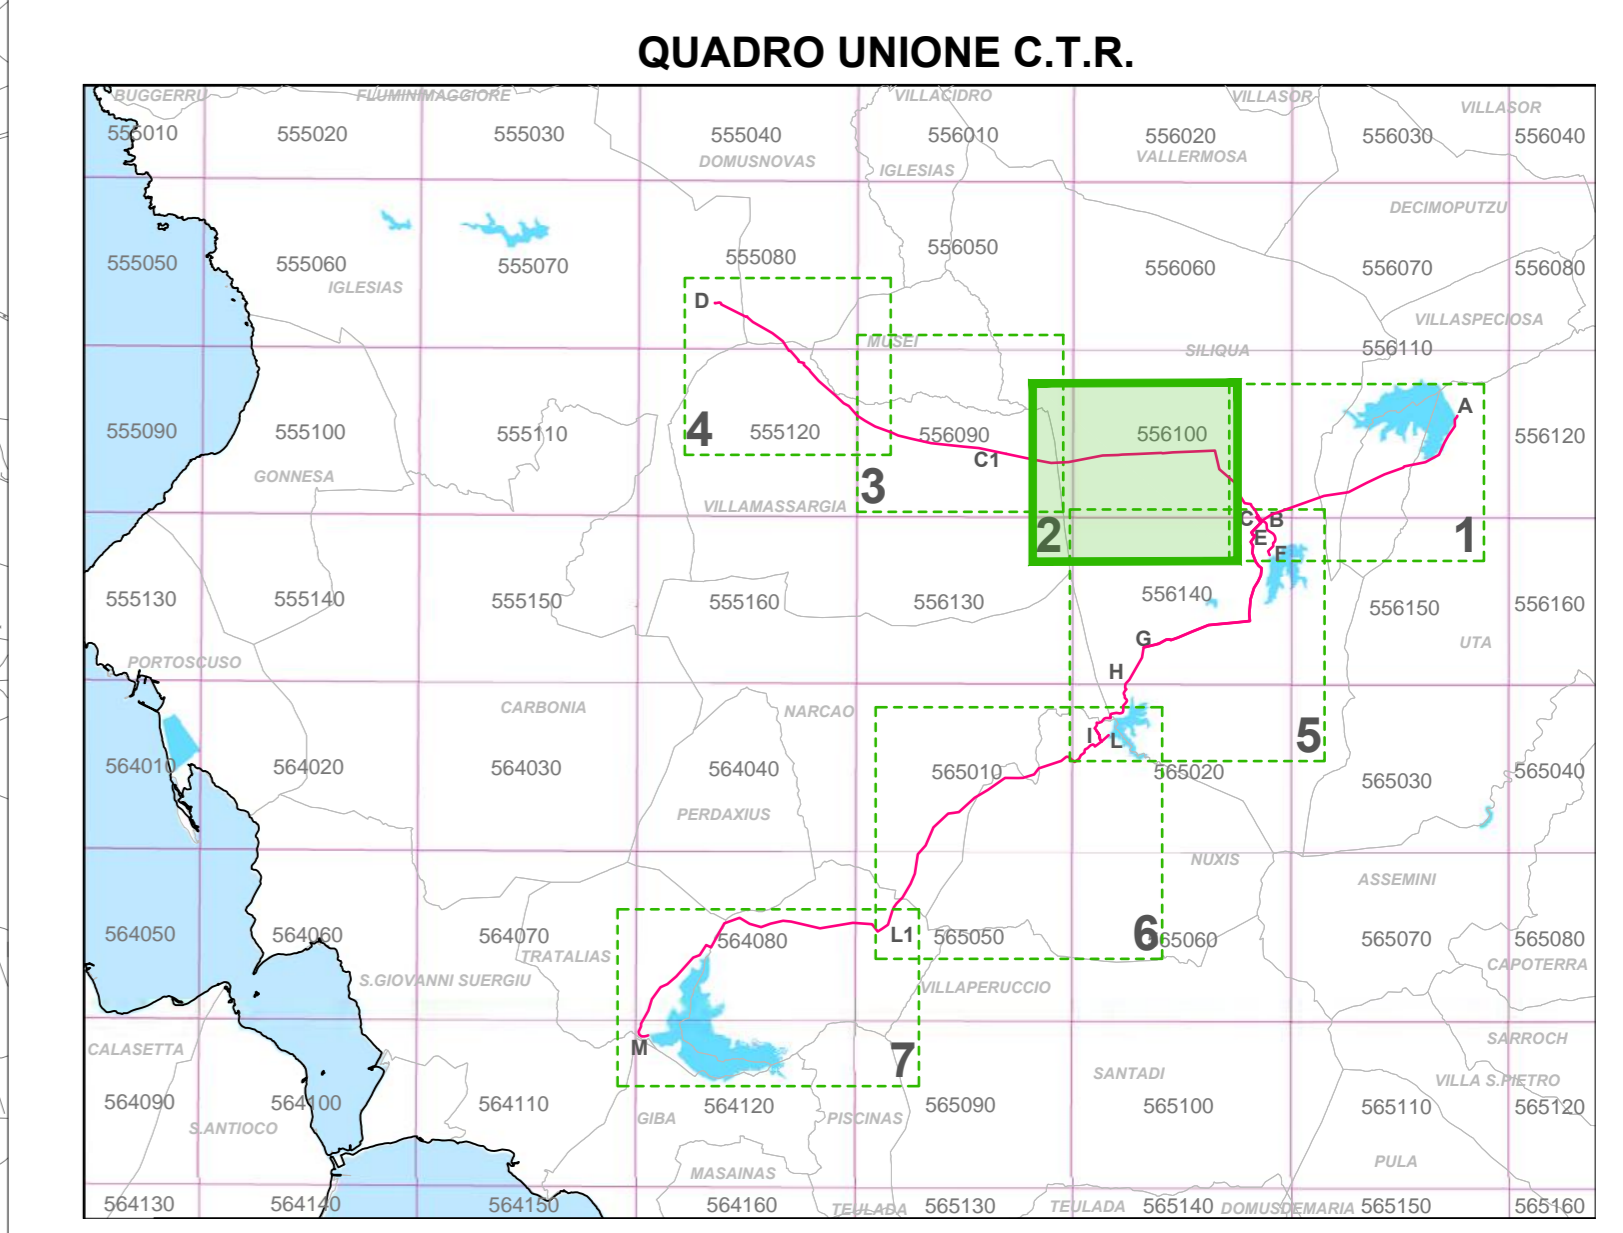 QUADRO UNIONE C.T.R.
BUGGERRU FLUMINIMAGGIORE VILLACIDRO VILLASOR VILLASOR
555010 555020 555030 555040 556010 556020 556030 556040
DOMUSNOVAS IGLESIAS VALLERMOSA
DECIMOPUTZU
555050 555060 555070 555080 556050 556060 556070 556080
IGLESIAS
D
MUSEI SILIQUA VILLASPECIOSA
556110
A
555090 555100 555110 4 555120 556090 556100 556120
C1
GONNESA VILLAMASSARGIA 3
2 C B 1
E
F
555130 555140 555150 555160 556130 556140 556150 556160
G UTA
PORTOSCUSO H
CARBONIA NARCAO
I L 5
564010 564020 564030 564040 565010 565020 565030 565040
PERDAXIUS
NUXIS
ASSEMINI
564050 564060 564070 564080 L1 565050 6 565060 565070 565080
TRATALIAS
S.GIOVANNI SUERGIU VILLAPERUCCIO CAPOTERRA
CALASETTA M 7 SARROCH
SANTADI VILLA S.PIETRO
564090 564100 564110 564120 565090 565100 565110 565120
S.ANTIOCO GIBA PISCINAS
MASAINAS PULA
564130 564140 564150 564160 TEULADA 565130 TEULADA 565140 DOMUSDEMARIA 565150 565160